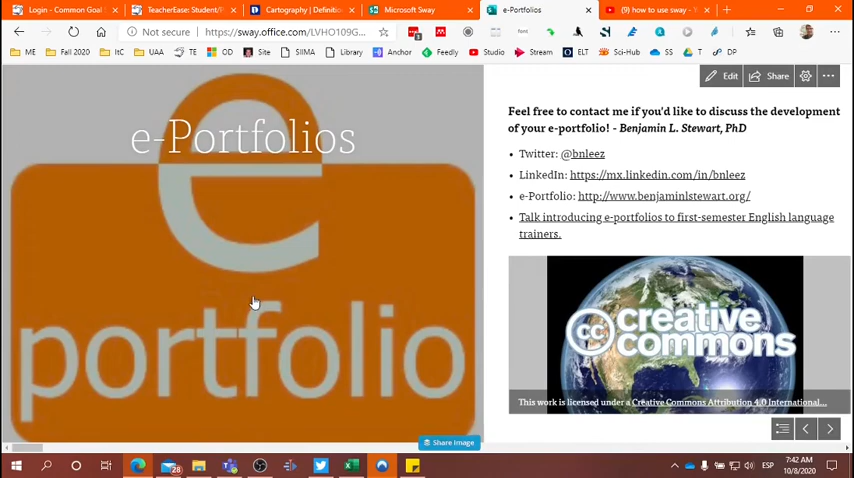 Login - Common Goal S
TeacherEase: Student/P
Cartography | Definitio
Microsoft Sway
e-Portfolios
(9) how to use sway - Y
Not secure
https://sway.office.com/LVHO109G...
ME
Fall 2020
ItC
UAA
TE
OD
Site
SIIMA
Library
Anchor
Feedly
Studio
Stream
ELT
Sci-Hub
SS
T
DP
e-Portfolios
e
portfolio
Share Image
Edit
Share
Feel free to contact me if you'd like to discuss the development
of your e-portfolio! - Benjamin L. Stewart, PhD
• Twitter: @bnleez
• LinkedIn: https://mx.linkedin.com/in/bnleez
• e-Portfolio: http://www.benjaminlstewart.org/
• Talk introducing e-portfolios to first-semester English language
trainers.
cc creative
commons
This work is licensed under a Creative Commons Attribution 4.0 International...
28
ESP
7:42 AM
10/8/2020